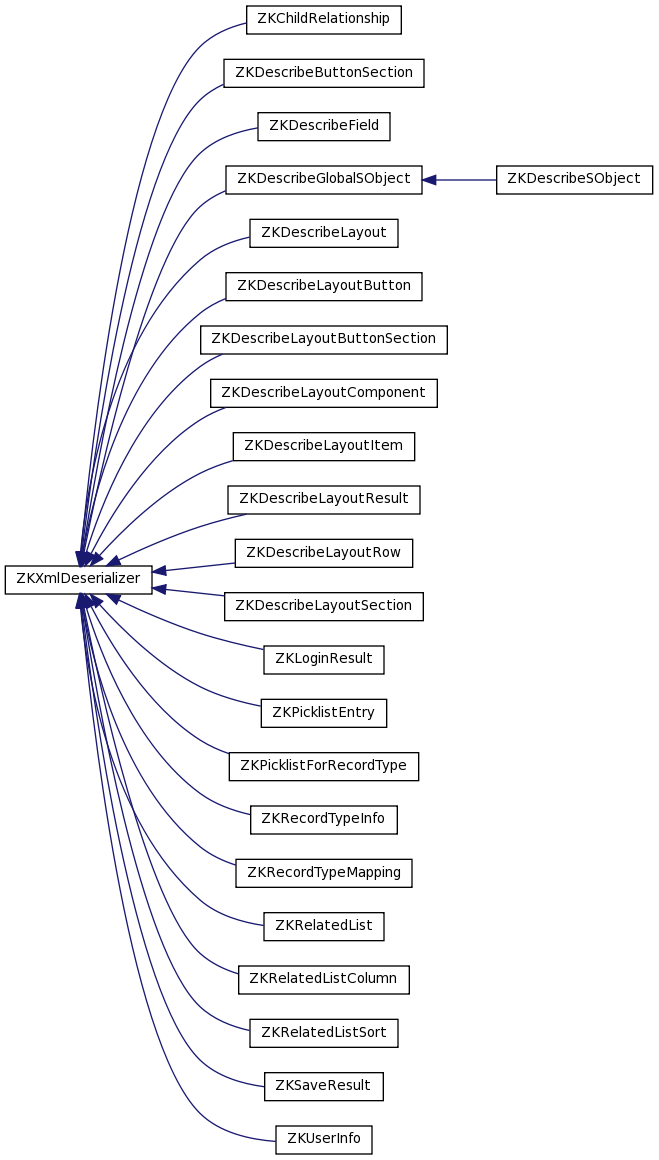 ZKChildRelationship
ZKDescribeButtonSection
ZKDescribeField
ZKDescribeGlobalSObject
ZKDescribeSObject
ZKDescribeLayout
ZKDescribeLayoutButton
ZKDescribeLayoutButtonSection
ZKDescribeLayoutComponent
ZKDescribeLayoutItem
ZKDescribeLayoutResult
ZKDescribeLayoutRow
ZKXmlDeserializer
ZKDescribeLayoutSection
ZKLoginResult
ZKPicklistEntry
ZKPicklistForRecordType
ZKRecordTypeInfo
ZKRecordTypeMapping
ZKRelatedList
ZKRelatedListColumn
ZKRelatedListSort
ZKSaveResult
ZKUserInfo